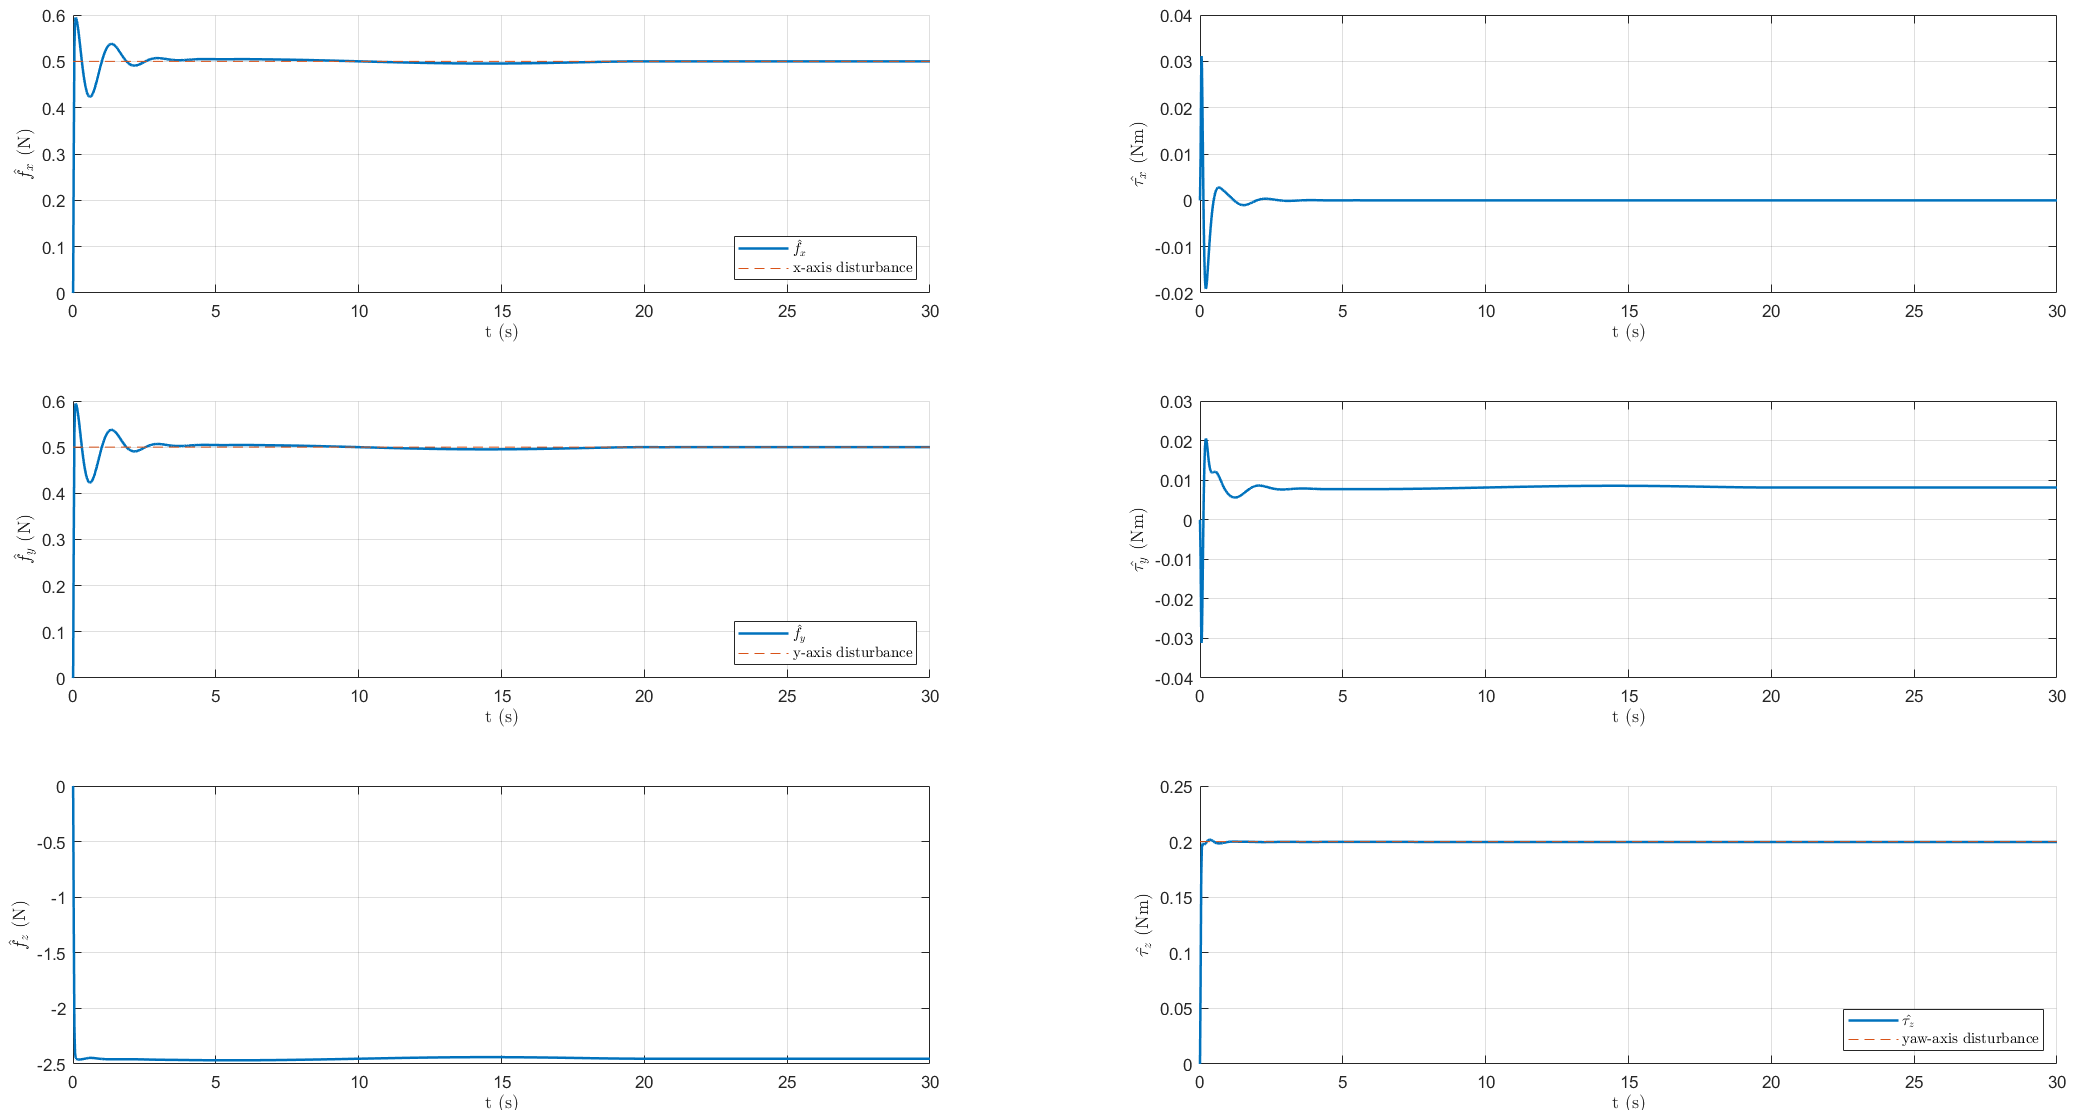 0.6
0.5
0.4
0.3
0.2
0.1
0
f̂x (N)
f̂x
x-axis disturbance
0 5 10 15 20 25 30
t (s)
0.04
0.03
0.02
0.01
0
-0.01
-0.02
τ̂x (Nm)
0 5 10 15 20 25 30
t (s)
0.6
0.5
0.4
0.3
0.2
0.1
0
f̂y (N)
f̂y
y-axis disturbance
0 5 10 15 20 25 30
t (s)
0.03
0.02
0.01
0
-0.01
-0.02
-0.03
-0.04
τ̂y (Nm)
0 5 10 15 20 25 30
t (s)
0
-0.5
-1
-1.5
-2
-2.5
f̂z (N)
0 5 10 15 20 25 30
t (s)
0.25
0.2
0.15
0.1
0.05
0
τ̂z (Nm)
τ̂z
yaw-axis disturbance
0 5 10 15 20 25 30
t (s)